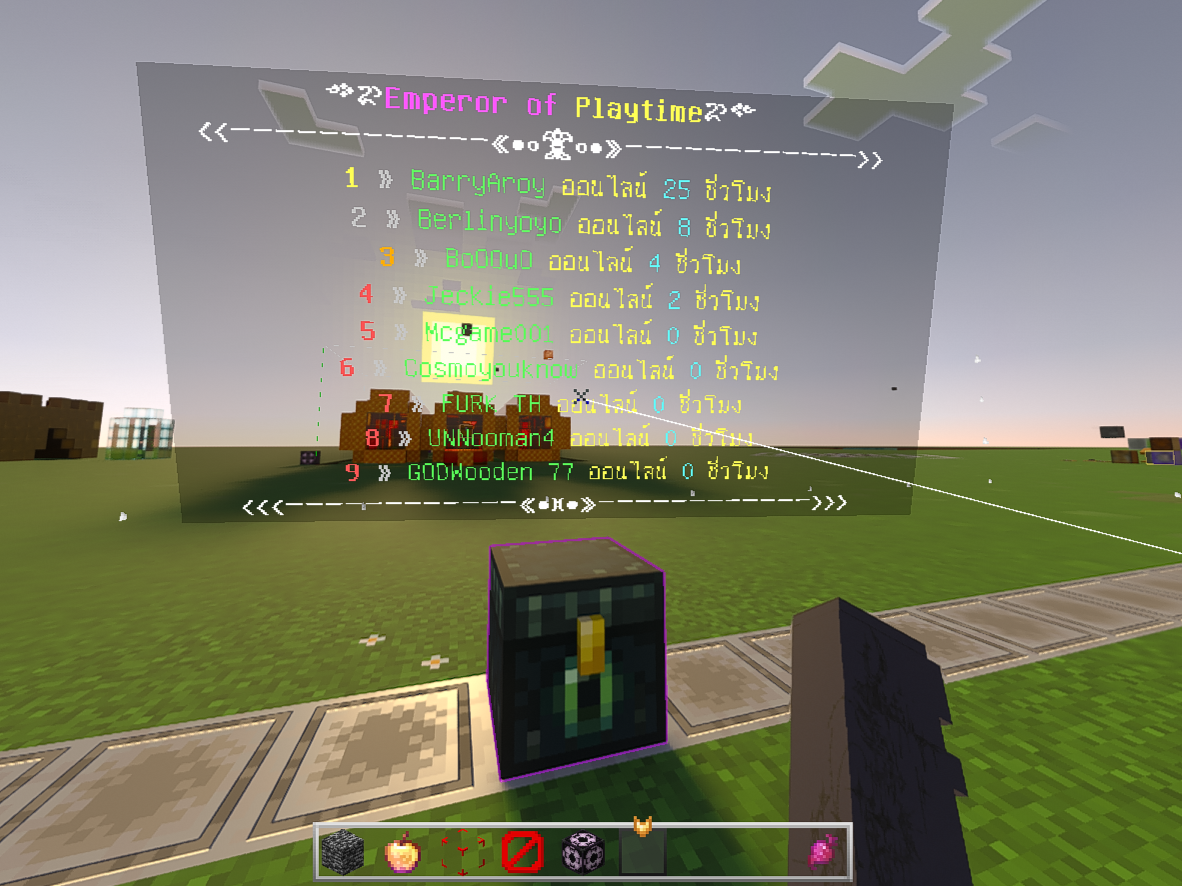 Emperor of Playtime
1 » BarryAroy ออนไลน์ 25 ชั่วโมง
2 » Berlinyoyo ออนไลน์ 8 ชั่วโมง
3 » BoOOuO ออนไลน์ 4 ชั่วโมง
4 » Jeckie555 ออนไลน์ 2 ชั่วโมง
5 » Mcgame001 ออนไลน์ 0 ชั่วโมง
6 » Cosmoyouknow ออนไลน์ 0 ชั่วโมง
7 » FURK TH ออนไลน์ 0 ชั่วโมง
8 » UNNooman4 ออนไลน์ 0 ชั่วโมง
9 » GODWooden 77 ออนไลน์ 0 ชั่วโมง